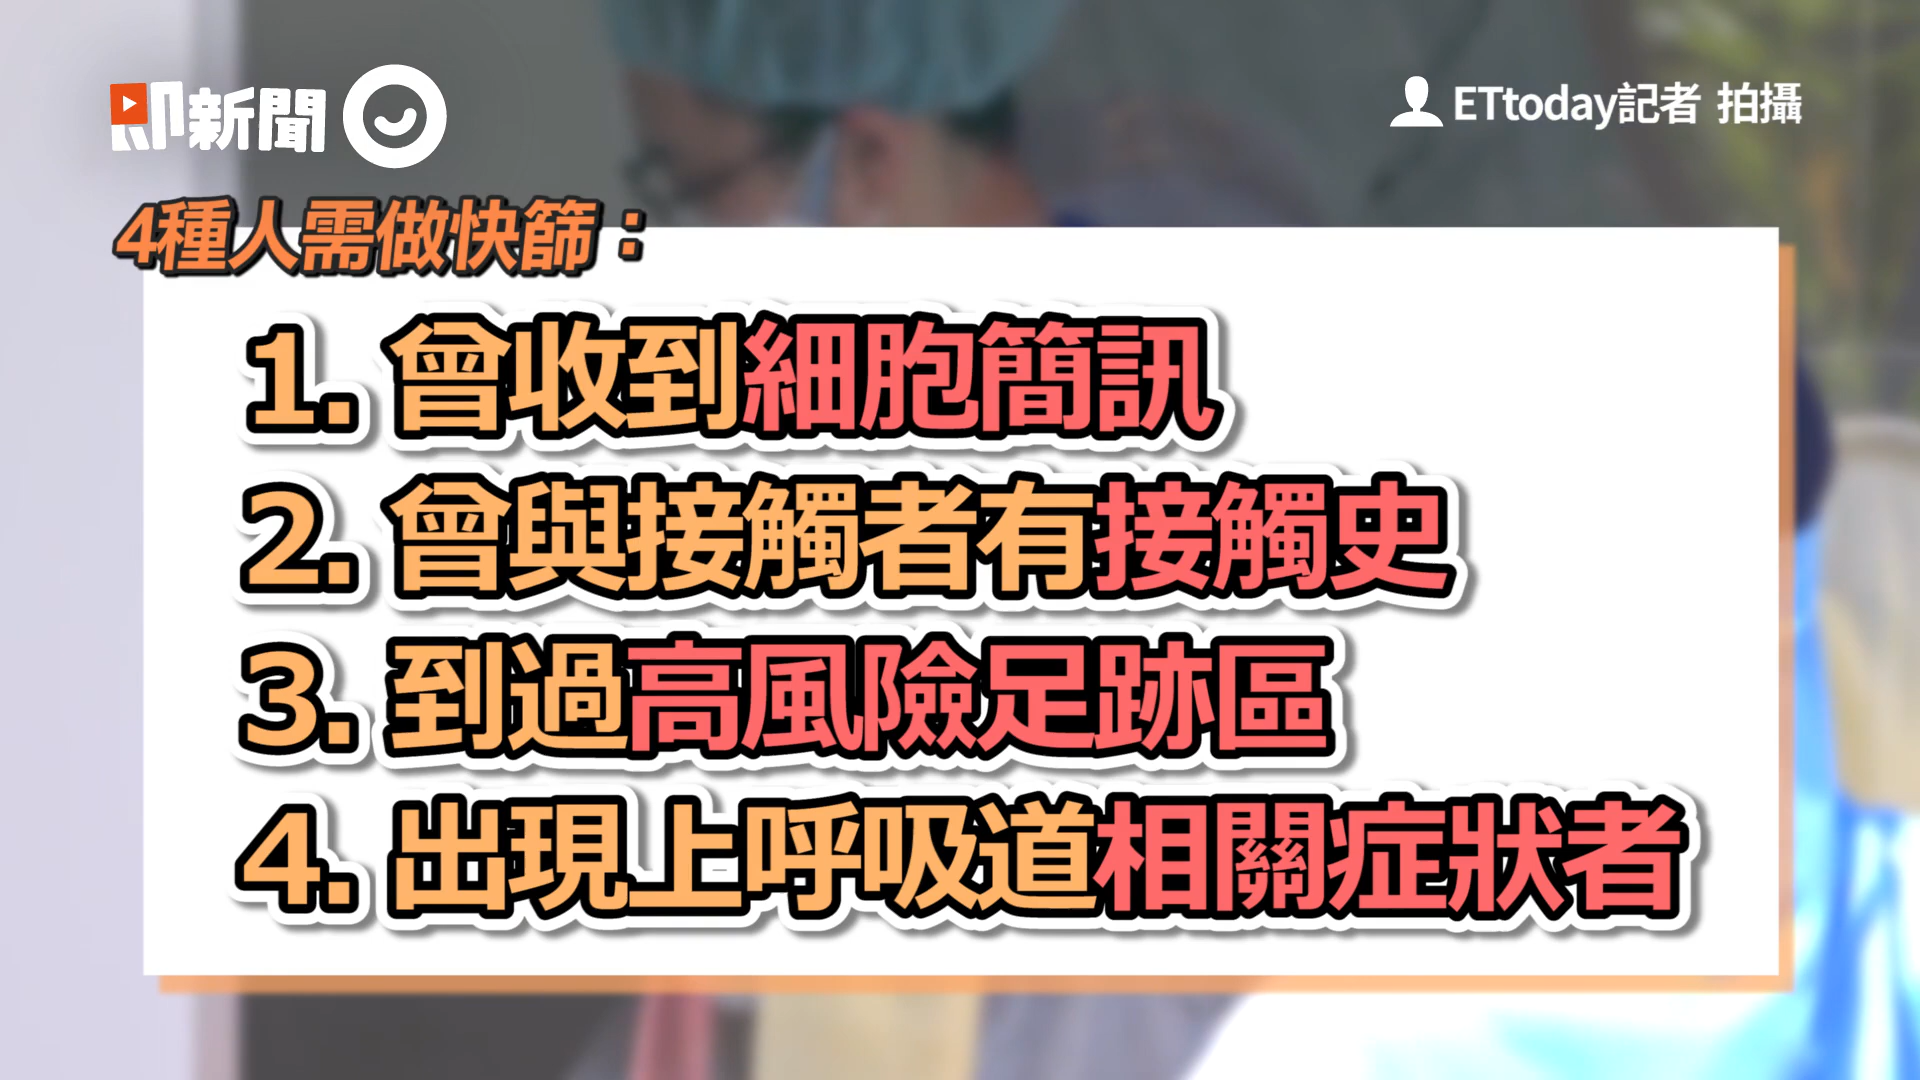 即新聞
ETtoday記者 拍攝
4種人需做快篩：
1. 曾收到細胞簡訊
2. 曾與接觸者有接觸史
3. 到過高風險足跡區
4. 出現上呼吸道相關症狀者